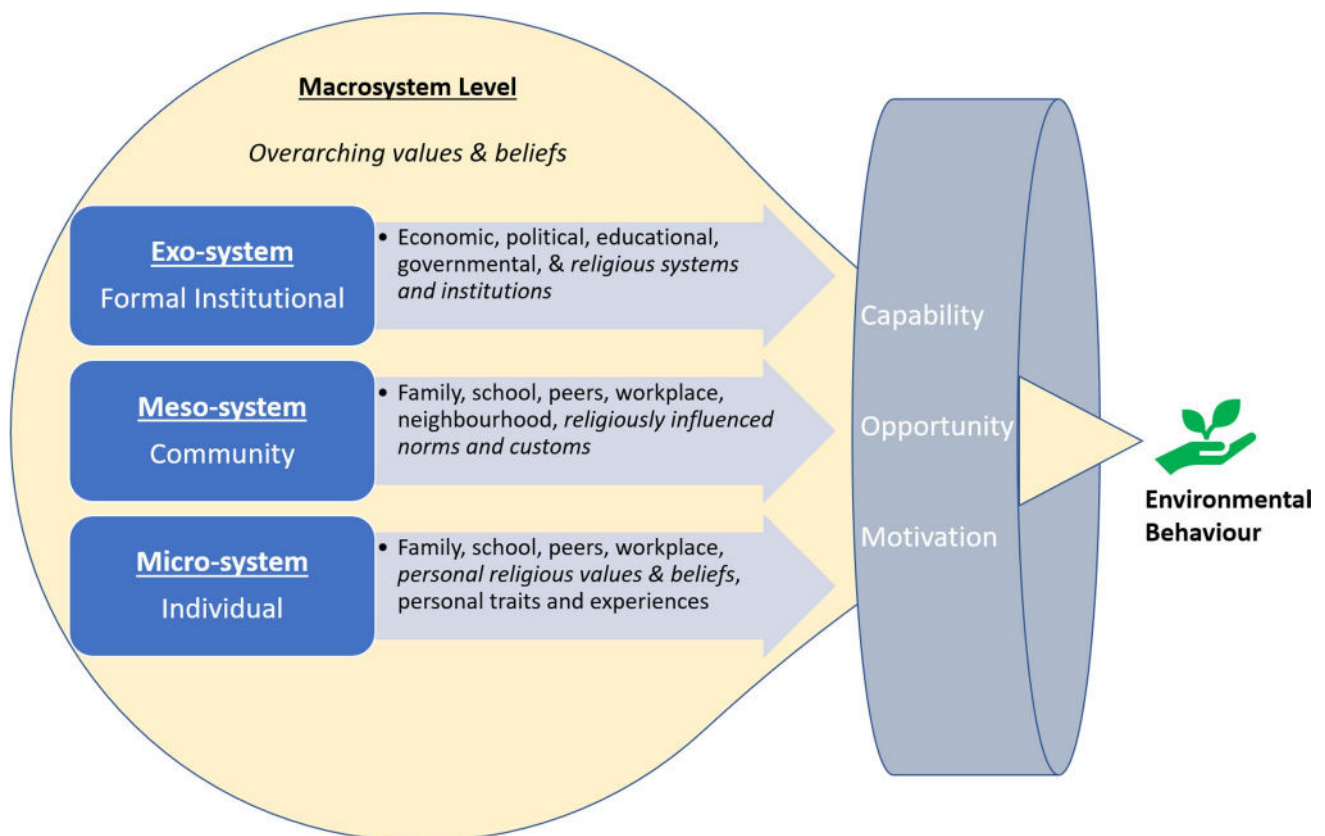 Macrosystem Level
Overarching values & beliefs
Exo-system
Formal Institutional
• Economic, political, educational,
governmental, & religious systems
and institutions
Meso-system
Community
• Family, school, peers, workplace,
neighbourhood, religiously influenced
norms and customs
Micro-system
Individual
• Family, school, peers, workplace,
personal religious values & beliefs,
personal traits and experiences
Capability
Opportunity
Motivation
Environmental
Behaviour